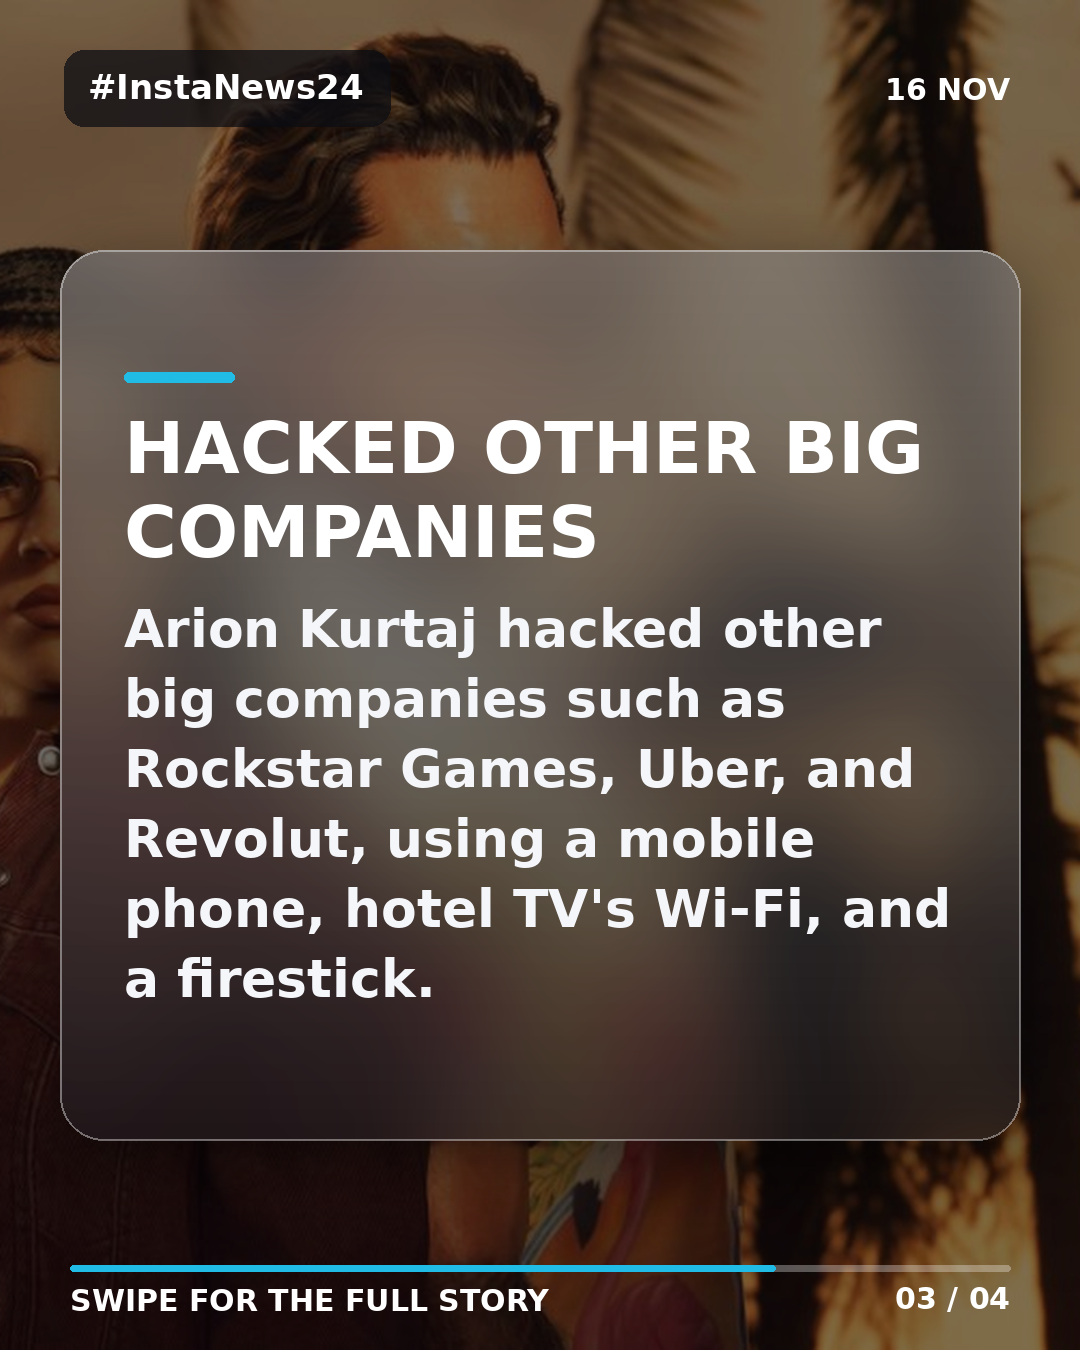 #InstaNews24
16 NOV
HACKED OTHER BIG
COMPANIES
Arion Kurtaj hacked other
big companies such as
Rockstar Games, Uber, and
Revolut, using a mobile
phone, hotel TV's Wi-Fi, and
a firestick.
SWIPE FOR THE FULL STORY
03 / 04